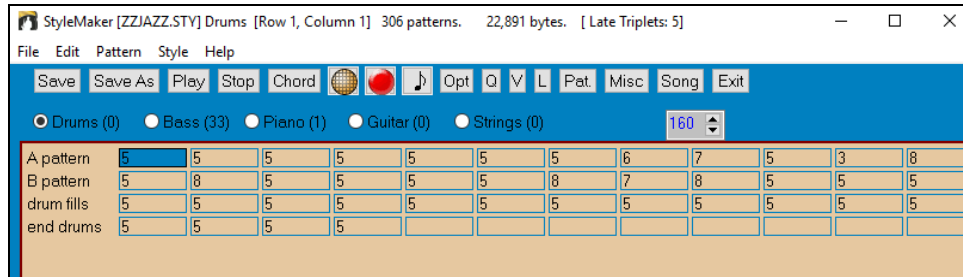 StyleMaker [ZZJAZZ.STY] Drums [Row 1, Column 1] 306 patterns. 22,891 bytes. [ Late Triplets: 5]
File Edit Pattern Style Help
Save Save As Play Stop Chord Opt Q V L Pat. Misc Song Exit
Drums (0) Bass (33) Piano (1) Guitar (0) Strings (0) 160
A pattern 5 5 5 5 5 5 5 6 7 5 3 8
B pattern 5 8 5 5 5 5 8 7 8 5 5 5
drum fills 5 5 5 5 5 5 5 5 5 5 5 5
end drums 5 5 5 5